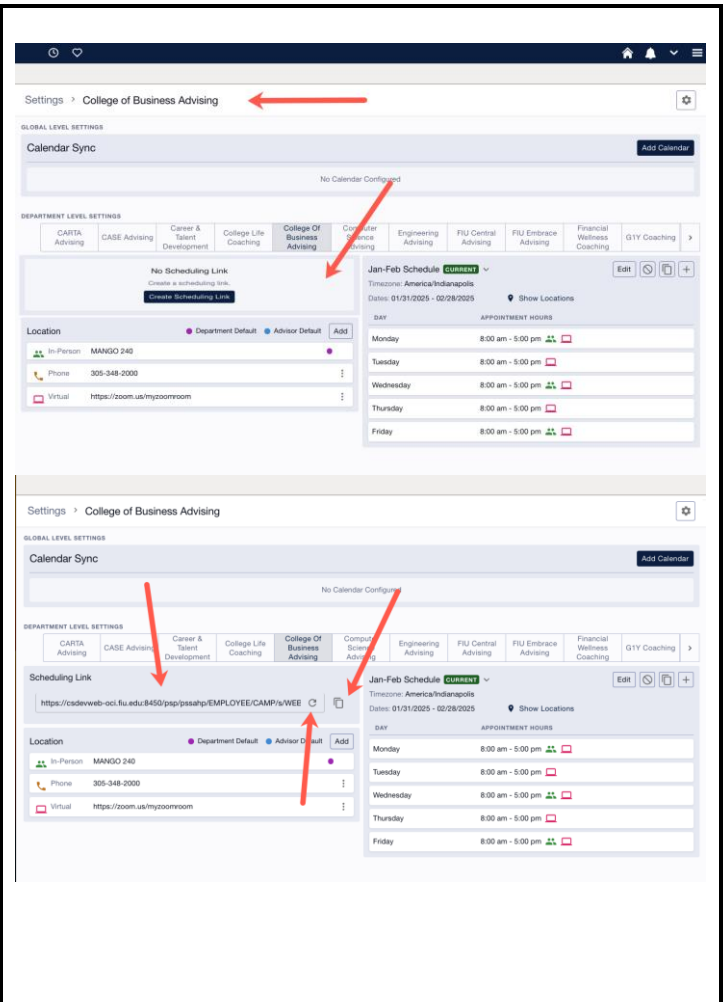 Settings > College of Business Advising
GLOBAL LEVEL SETTINGS
Calendar Sync
Add Calendar
No Calendar Configured
DEPARTMENT LEVEL SETTINGS
CARTA Advising
CASE Advising
Career & Talent Development
College Life Coaching
College Of Business Advising
Computer Science Advising
Engineering Advising
FIU Central Advising
FIU Embrace Advising
Financial Wellness Coaching
G1Y Coaching >
No Scheduling Link
Create a scheduling link.
Create Scheduling Link
Location
Department Default
Advisor Default
Add
In-Person MANGO 240
Phone 305-348-2000
Virtual https://zoom.us/myzoomroom
Jan-Feb Schedule CURRENT
Edit
Timezone: America/Indianapolis
Dates: 01/31/2025 - 02/28/2025
Show Locations
DAY APPOINTMENT HOURS
Monday 8:00 am - 5:00 pm
Tuesday 8:00 am - 5:00 pm
Wednesday 8:00 am - 5:00 pm
Thursday 8:00 am - 5:00 pm
Friday 8:00 am - 5:00 pm
Settings > College of Business Advising
GLOBAL LEVEL SETTINGS
Calendar Sync
Add Calendar
No Calendar Configured
DEPARTMENT LEVEL SETTINGS
CARTA Advising
CASE Advising
Career & Talent Development
College Life Coaching
College Of Business Advising
Computer Science Advising
Engineering Advising
FIU Central Advising
FIU Embrace Advising
Financial Wellness Coaching
G1Y Coaching >
Scheduling Link
https://csdevweb-oci.fiu.edu:8450/psp/pssahp/EMPLOYEE/CAMP/s/WEE
Location
Department Default
Advisor Default
Add
In-Person MANGO 240
Phone 305-348-2000
Virtual https://zoom.us/myzoomroom
Jan-Feb Schedule CURRENT
Edit
Timezone: America/Indianapolis
Dates: 01/31/2025 - 02/28/2025
Show Locations
DAY APPOINTMENT HOURS
Monday 8:00 am - 5:00 pm
Tuesday 8:00 am - 5:00 pm
Wednesday 8:00 am - 5:00 pm
Thursday 8:00 am - 5:00 pm
Friday 8:00 am - 5:00 pm